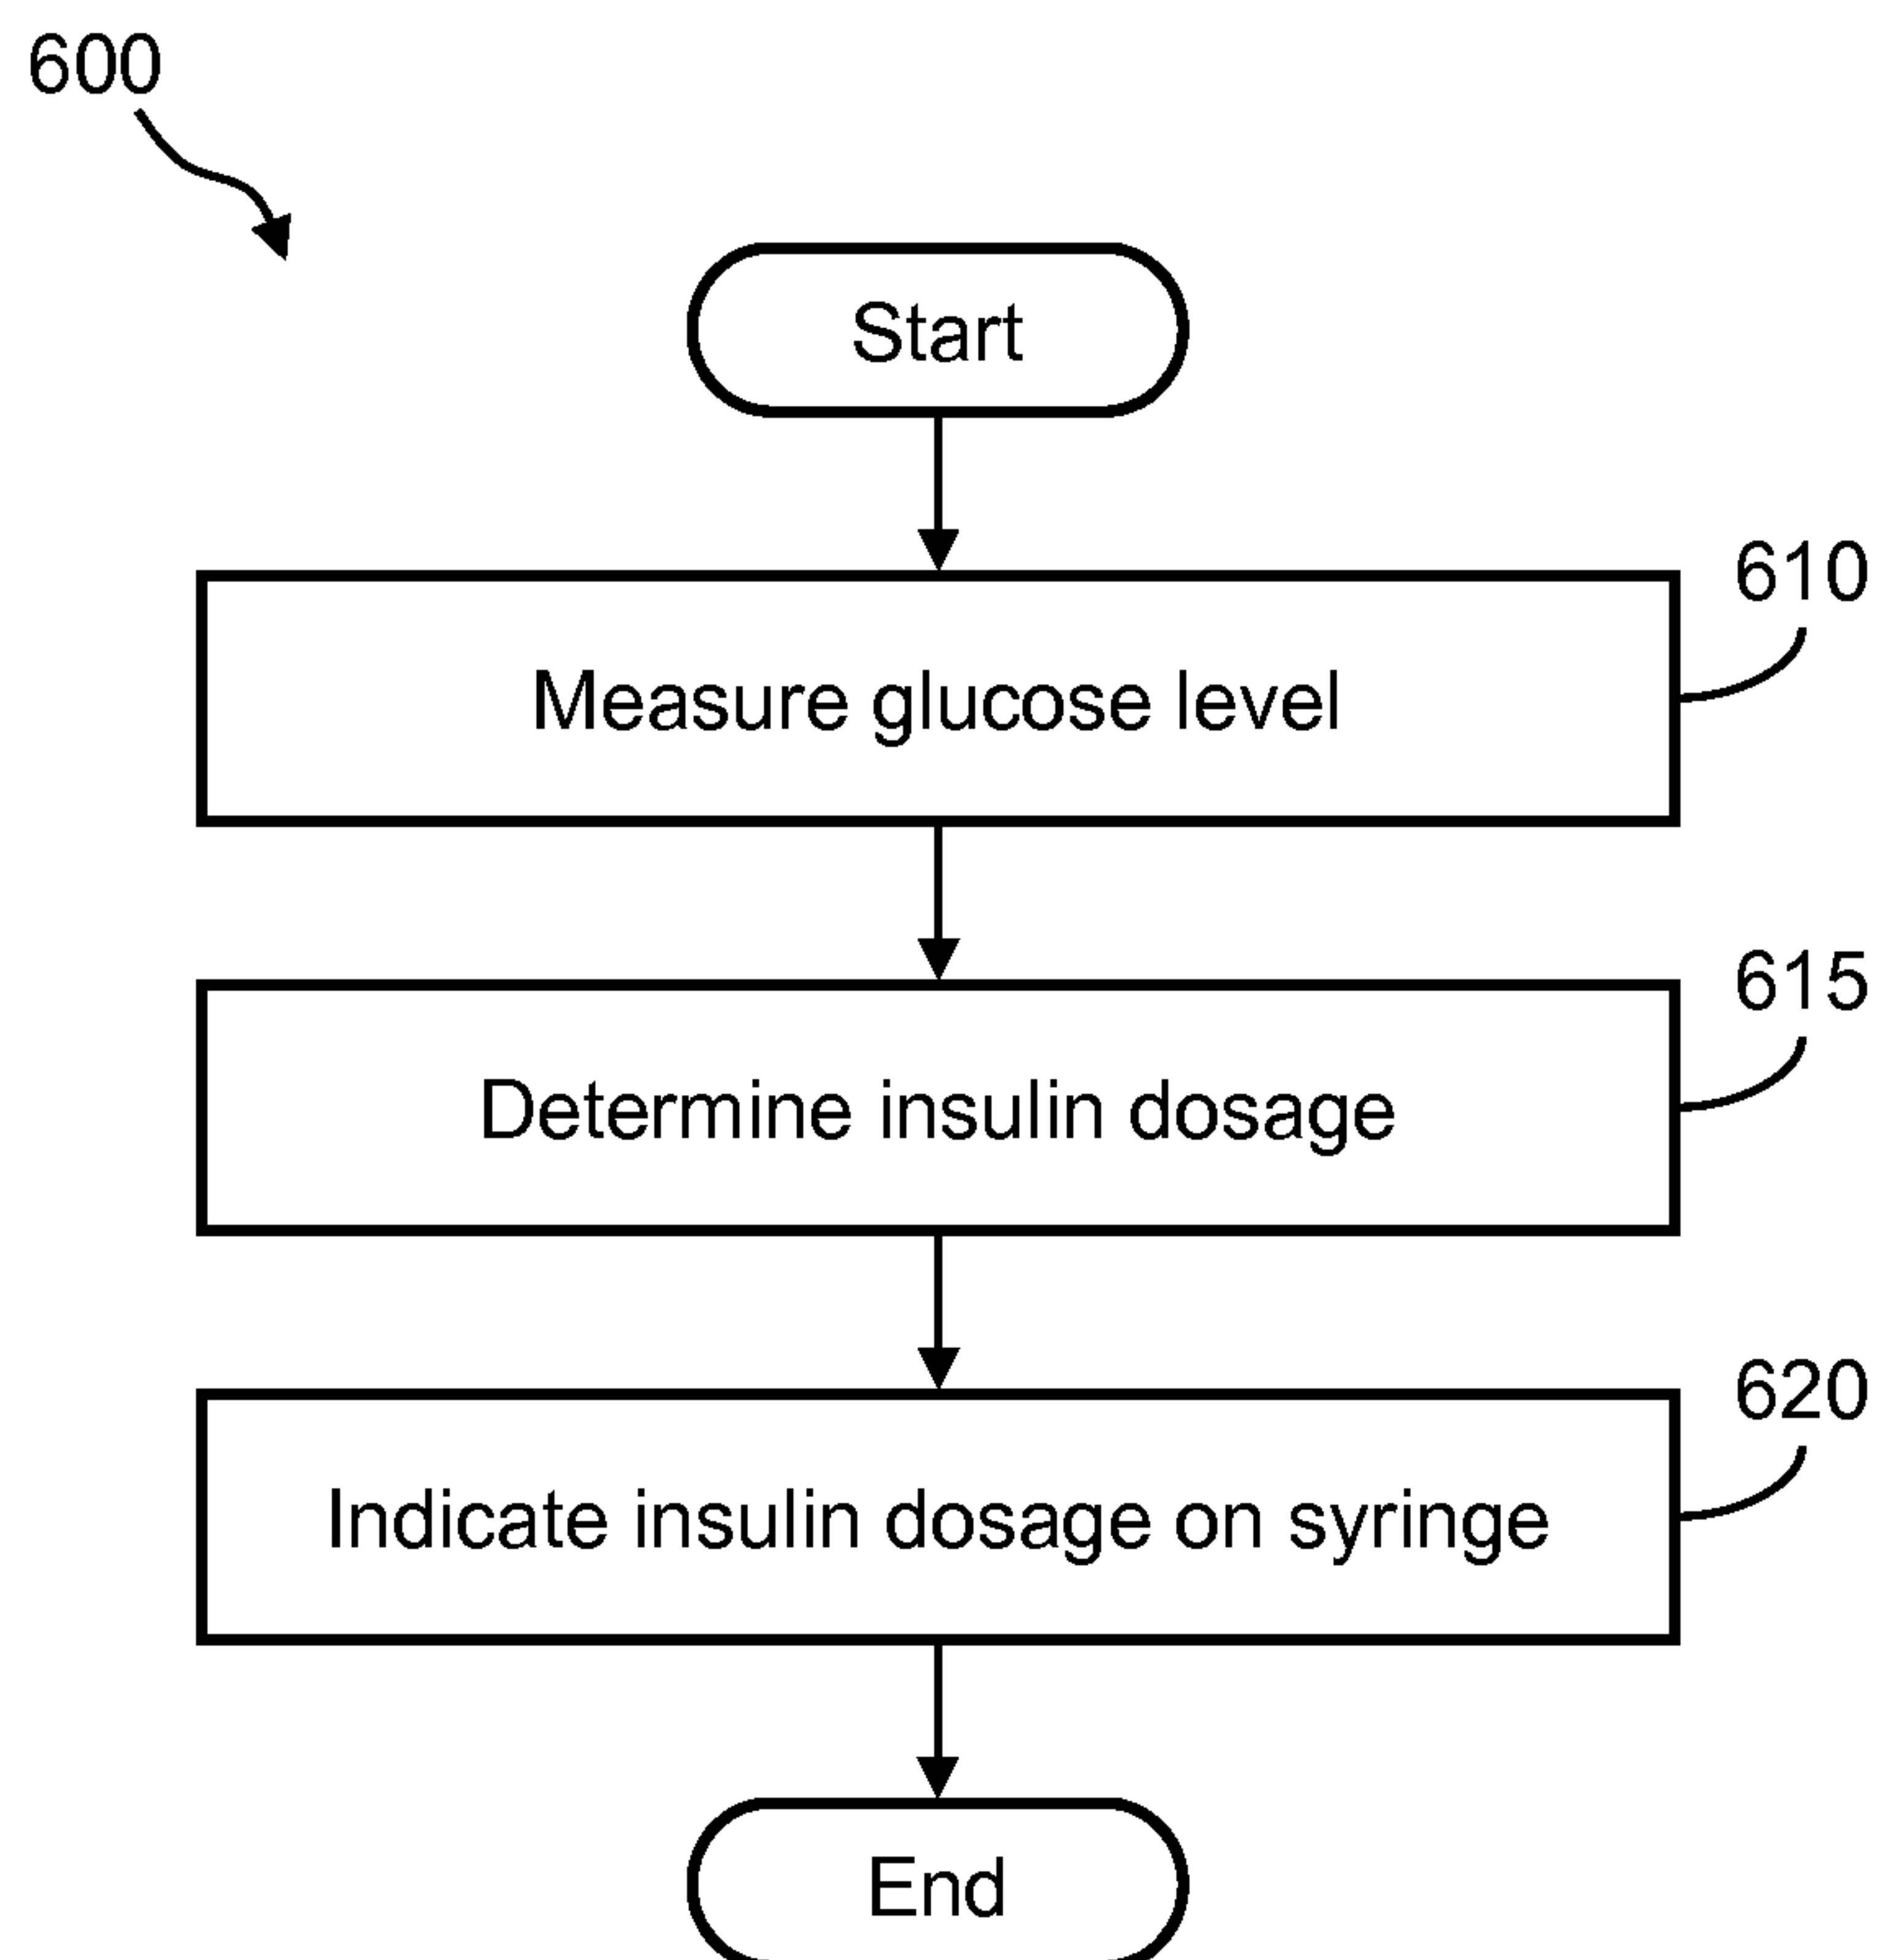 600
Start
610
Measure glucose level
615
Determine insulin dosage
620
Indicate insulin dosage on syringe
End